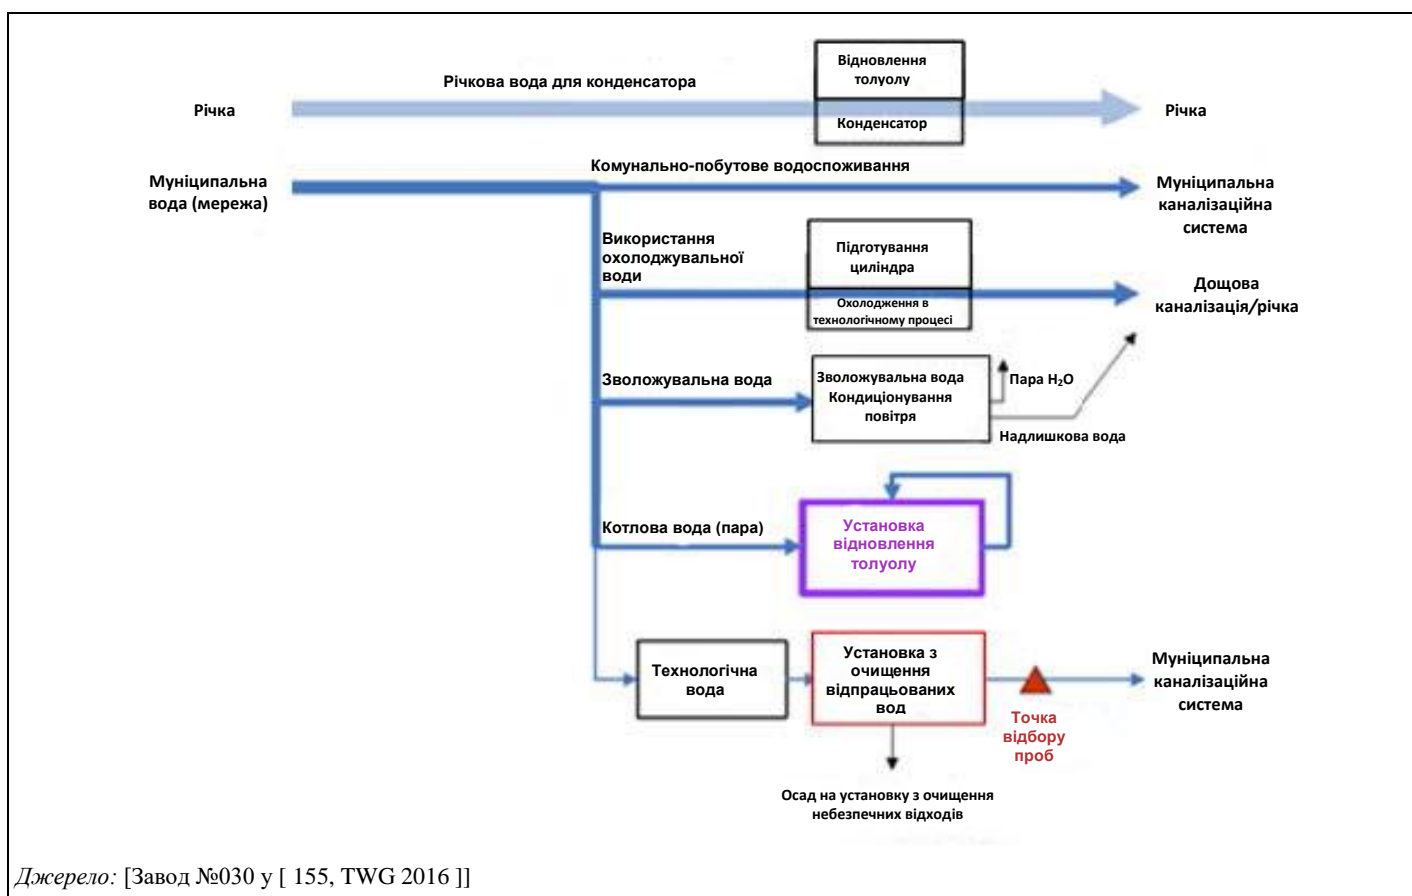 Відновлення
толуолу
Річкова вода для конденсатора
Річка
Конденсатор
Річка
Комунально-побутове водоспоживання
Муніципальна
вода (мережа)
Муніципальна
каналізаційна
система
Використання
охолоджувальної
води
Підготування
циліндра
Охолодження в
технологічному процесі
Дощова
каналізація/річка
Зволожувальна вода
Зволожувальна вода
Кондиціонування
повітря
Пара H₂O
Надлишкова вода
Котлова вода (пара)
Установка
відновлення
толуолу
Технологічна
вода
Установка з
очищення
відпрацьованих
вод
Точка
відбору
проб
Муніципальна
каналізаційна
система
Осад на установку з очищення
небезпечних відходів
Джерело: [Завод №030 у [ 155, TWG 2016 ]]